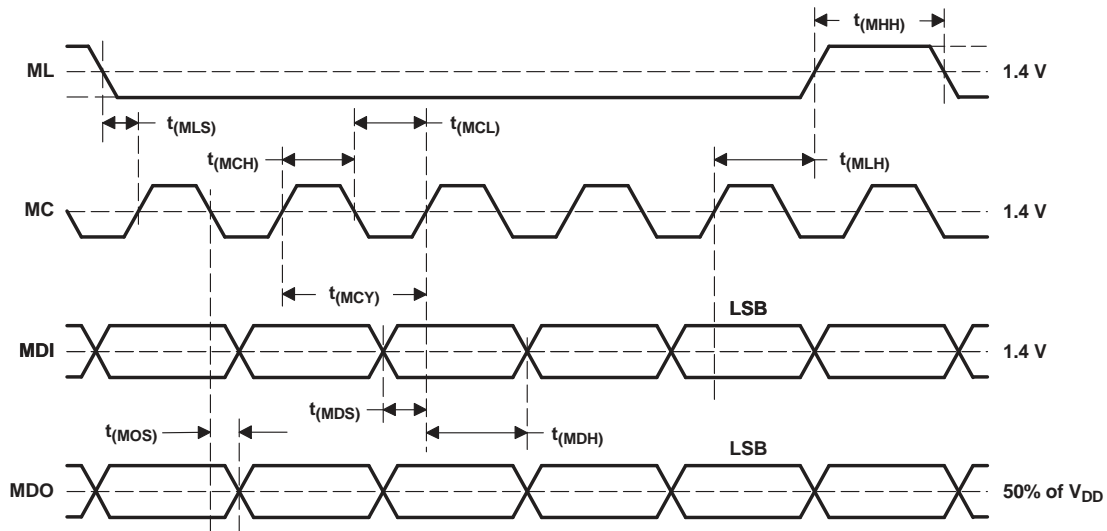 t(MHH)
ML
1.4 V
t(MLS)
t(MCL)
t(MCH)
t(MLH)
MC
1.4 V
t(MCY)
LSB
MDI
1.4 V
t(MDS)
t(MOS)
t(MDH)
LSB
MDO
50% of VDD